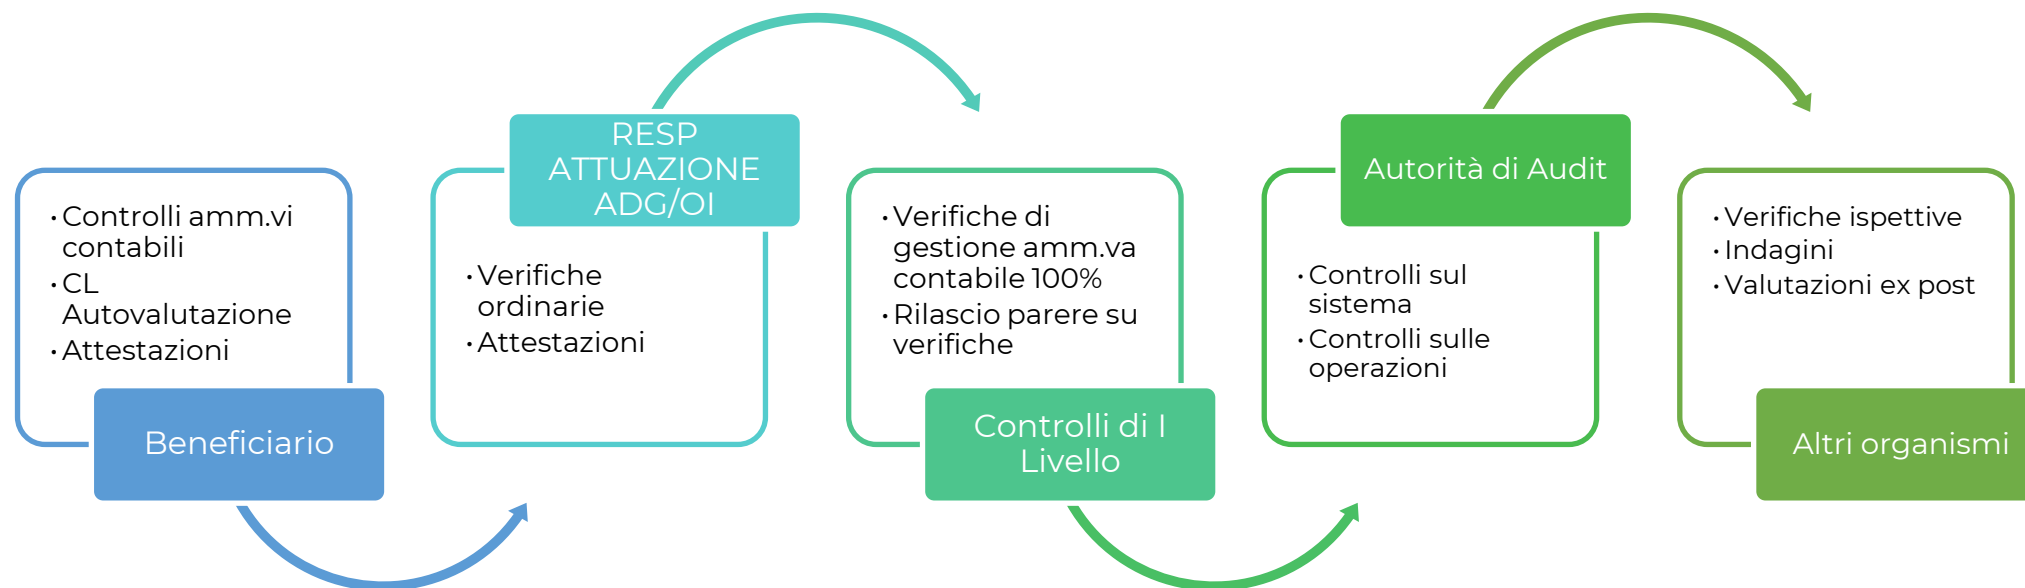 · Controlli amm.vi
contabili
· CL
Autovalutazione
· Attestazioni
Beneficiario
RESP
ATTUAZIONE
ADG/OI
· Verifiche
ordinarie
· Attestazioni
· Verifiche di
gestione amm.va
contabile 100%
· Rilascio parere su
verifiche
Controlli di I
Livello
Autorità di Audit
· Controlli sul
sistema
· Controlli sulle
operazioni
· Verifiche ispettive
· Indagini
· Valutazioni ex post
Altri organismi